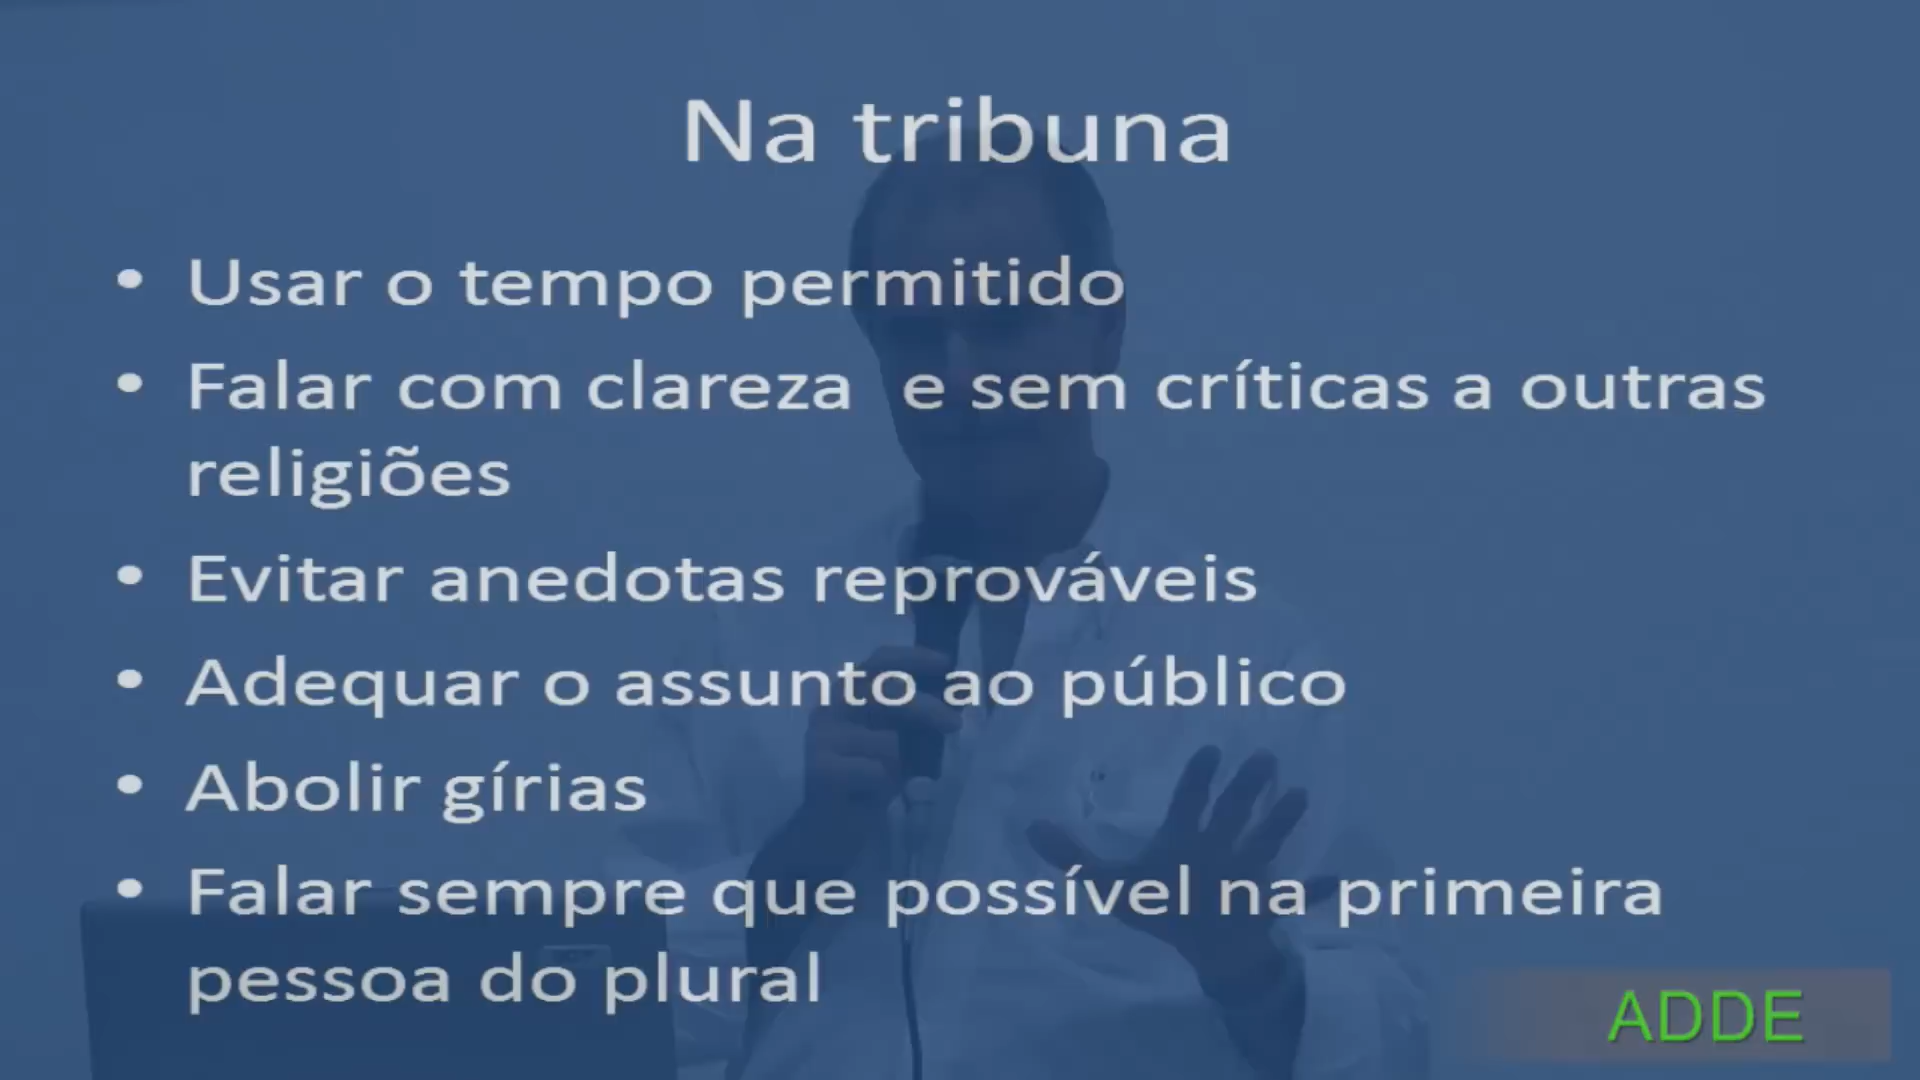 Na tribuna
• Usar o tempo permitido
• Falar com clareza  e sem críticas a outras
religiões
• Evitar anedotas reprováveis
• Adequar o assunto ao público
• Abolir gírias
• Falar sempre que possível na primeira
pessoa do plural
ADDE